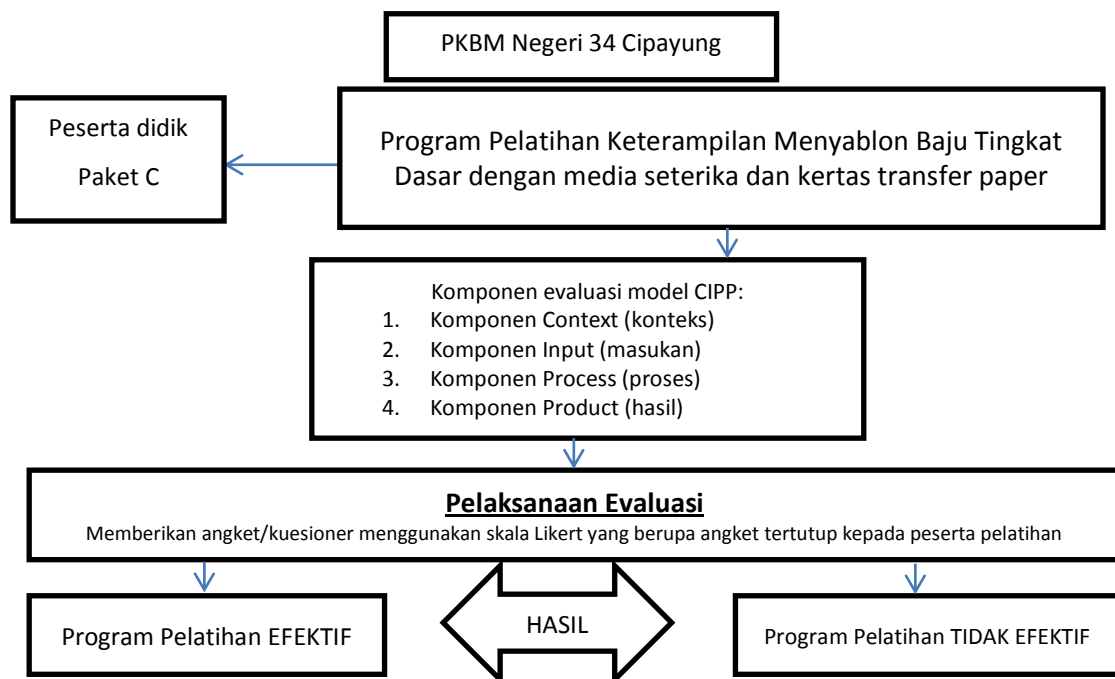 PKBM Negeri 34 Cipayung
Peserta didik
Paket C
Program Pelatihan Keterampilan Menyablon Baju Tingkat
Dasar dengan media seterika dan kertas transfer paper
Komponen evaluasi model CIPP:
1. Komponen Context (konteks)
2. Komponen Input (masukan)
3. Komponen Process (proses)
4. Komponen Product (hasil)
Pelaksanaan Evaluasi
Memberikan angket/kuesioner menggunakan skala Likert yang berupa angket tertutup kepada peserta pelatihan
Program Pelatihan EFEKTIF
HASIL
Program Pelatihan TIDAK EFEKTIF